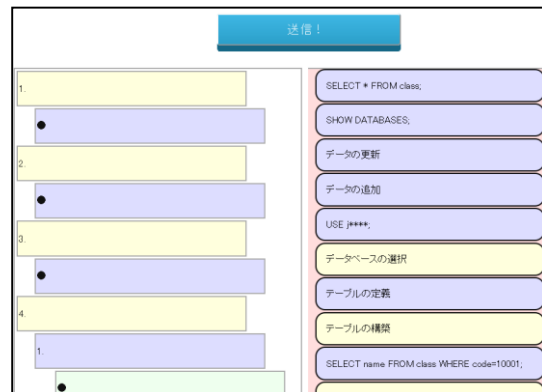 送信!
1.
●
2.
●
3.
●
4.
1.
●
SELECT * FROM class;
SHOW DATABASES;
データの更新
データの追加
USE j****;
データベースの選択
テーブルの定義
テーブルの構築
SELECT name FROM class WHERE code=10001;